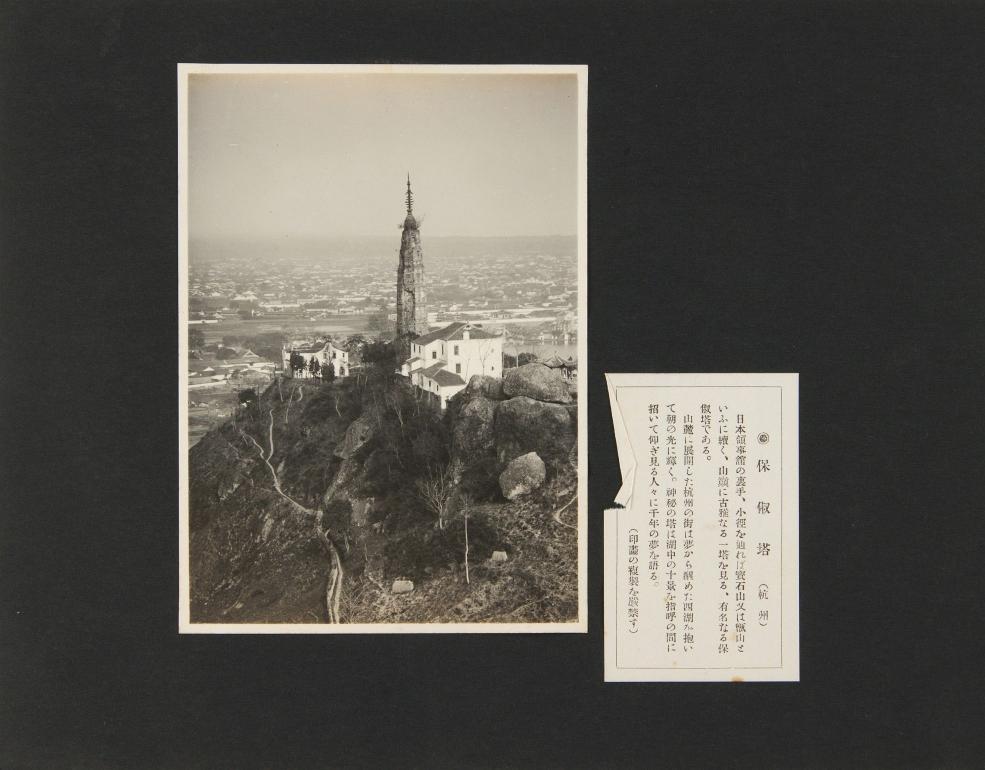 保俶塔（杭州）
日本領事館の裏手、小徑を辿れば寳石山又は甑山と
いふに續く、山巓に古雅なる一塔を見る、有名なる保
俶塔である。
山麓に展開した杭州の街は夢から醒めた西湖を抱い
て朝の光に輝く。神秘の塔は湖中の十景を指呼の間に
招いて仰ぎ見る人々に千年の夢を語る。
（印畫の複製を嚴禁す）